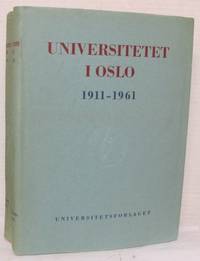 UNIVERSITETET
I OSLO
1911-1961
UNIVERSITETSFORLAGET